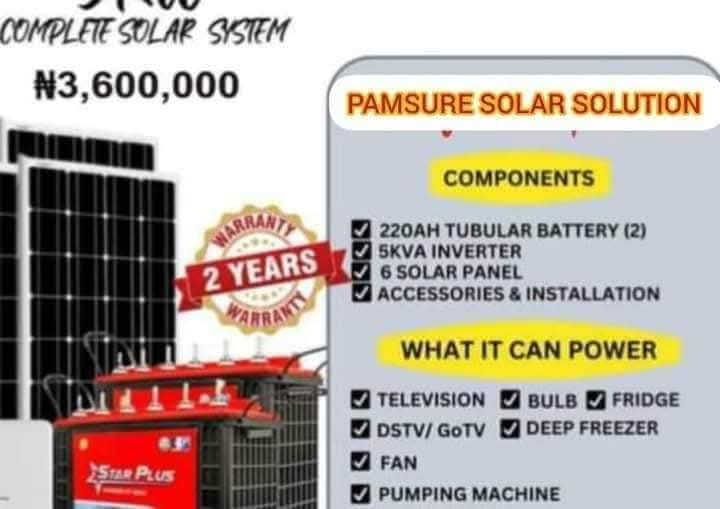 COMPLETE SOLAR SYSTEM
₦3,600,000
PAMSURE SOLAR SOLUTION
COMPONENTS
220AH TUBULAR BATTERY (2)
5KVA INVERTER
6 SOLAR PANEL
ACCESSORIES & INSTALLATION
WARRANTY
2 YEARS
WARRANTY
WHAT IT CAN POWER
TELEVISION BULB FRIDGE
DSTV/ GoTV DEEP FREEZER
FAN
PUMPING MACHINE
STAR PLUS